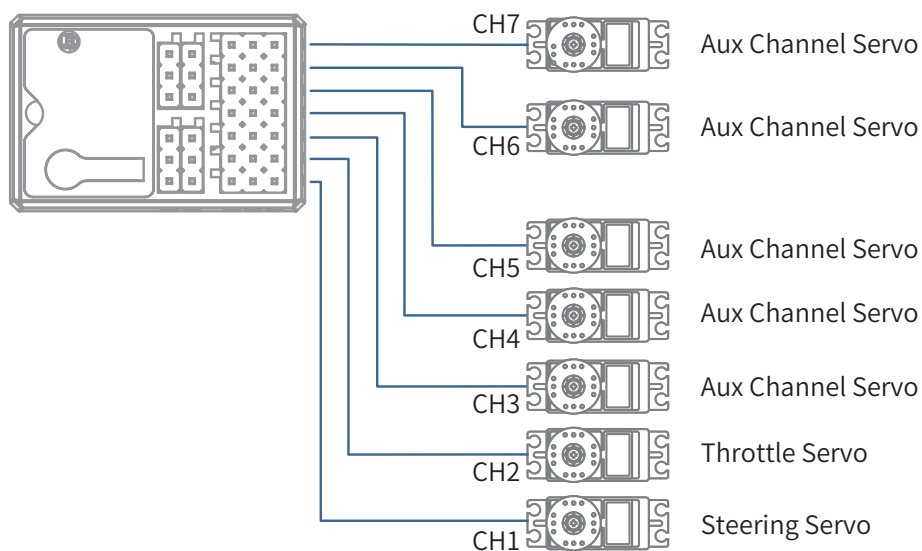 CH7 Aux Channel Servo
CH6 Aux Channel Servo
CH5 Aux Channel Servo
CH4 Aux Channel Servo
CH3 Aux Channel Servo
CH2 Throttle Servo
CH1 Steering Servo